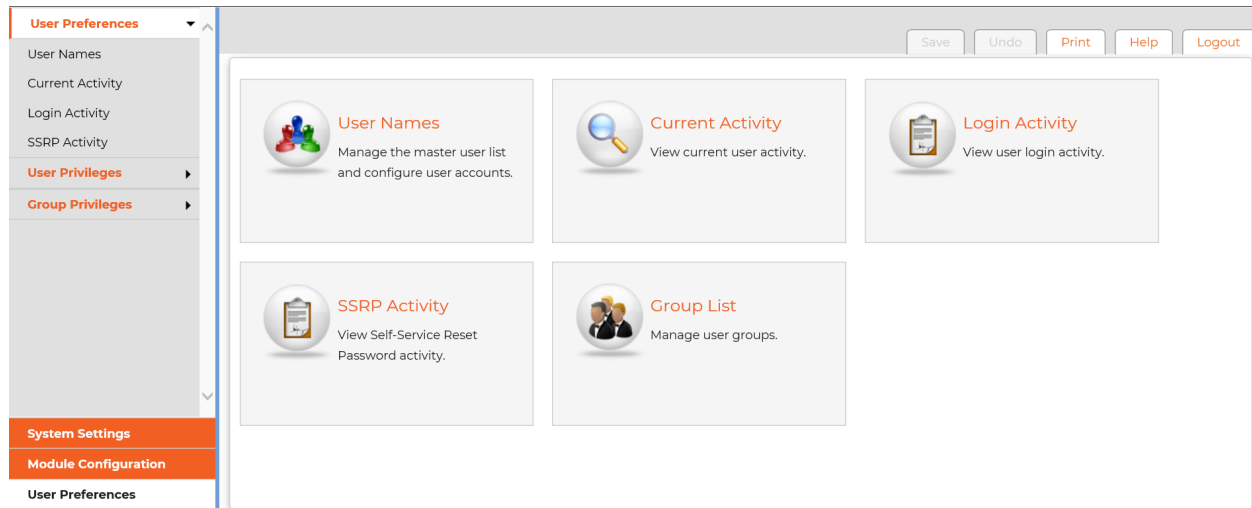 User Preferences
User Names
Current Activity
Login Activity
SSRP Activity
User Privileges
Group Privileges
System Settings
Module Configuration
User Preferences
Save
Undo
Print
Help
Logout
User Names
Manage the master user list
and configure user accounts.
Current Activity
View current user activity.
Login Activity
View user login activity.
SSRP Activity
View Self-Service Reset
Password activity.
Group List
Manage user groups.